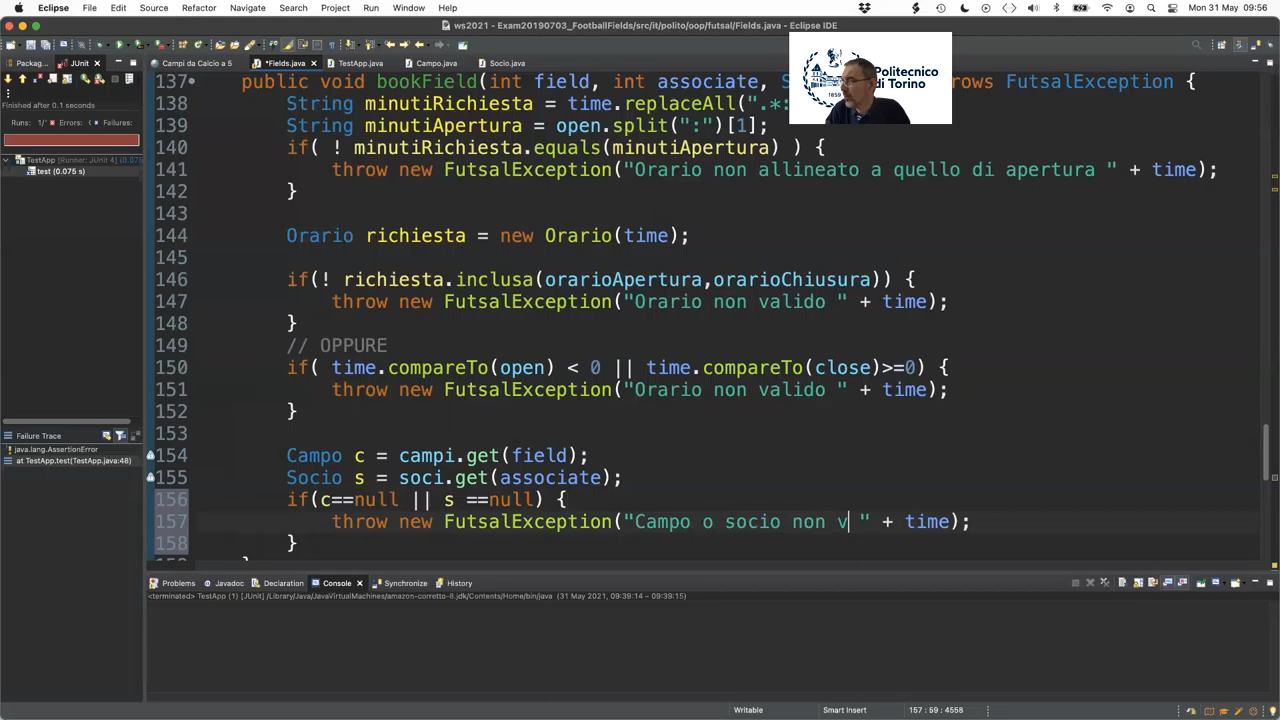 Eclipse File Edit Source Refactor Navigate Search Project Run Window Help Mon 31 May 09:56
ws2021 - Exam20190703_FootballFields/src/it/polito/oop/futsal/Fields.java - Eclipse IDE
Packag... JUnit Campi da Calcio a 5 *Fields.java TestApp.java Campo.java Socio.java
Finished after 0.1 seconds
Runs: 1/ Errors: Failures:
TestApp [Runner: JUnit 4] (0.075
test (0.075 s)
Politecnico
di Torino
1859
137 public void bookField(int field, int associate, S rows FutsalException {
138 String minutiRichiesta = time.replaceAll(".*:
139 String minutiApertura = open.split(":")[1];
140 if( ! minutiRichiesta.equals(minutiApertura) ) {
141 throw new FutsalException("Orario non allineato a quello di apertura " + time);
142 }
143
144 Orario richiesta = new Orario(time);
145
146 if(! richiesta.inclusa(orarioApertura,orarioChiusura)) {
147 throw new FutsalException("Orario non valido " + time);
148 }
149 // OPPURE
150 if( time.compareTo(open) < 0 || time.compareTo(close)>=0) {
151 throw new FutsalException("Orario non valido " + time);
152 }
153
154 Campo c = campi.get(field);
155 Socio s = soci.get(associate);
156 if(c==null || s ==null) {
157 throw new FutsalException("Campo o socio non v " + time);
158 }
Failure Trace
java.lang.AssertionError
at TestApp.test(TestApp.java:48)
Problems Javadoc Declaration Console Synchronize History
<terminated> TestApp (1) [JUnit] /Library/Java/JavaVirtualMachines/amazon-corretto-8.jdk/Contents/Home/bin/java (31 May 2021, 09:39:14 – 09:39:15)
Writable Smart Insert 157 : 59 : 4558